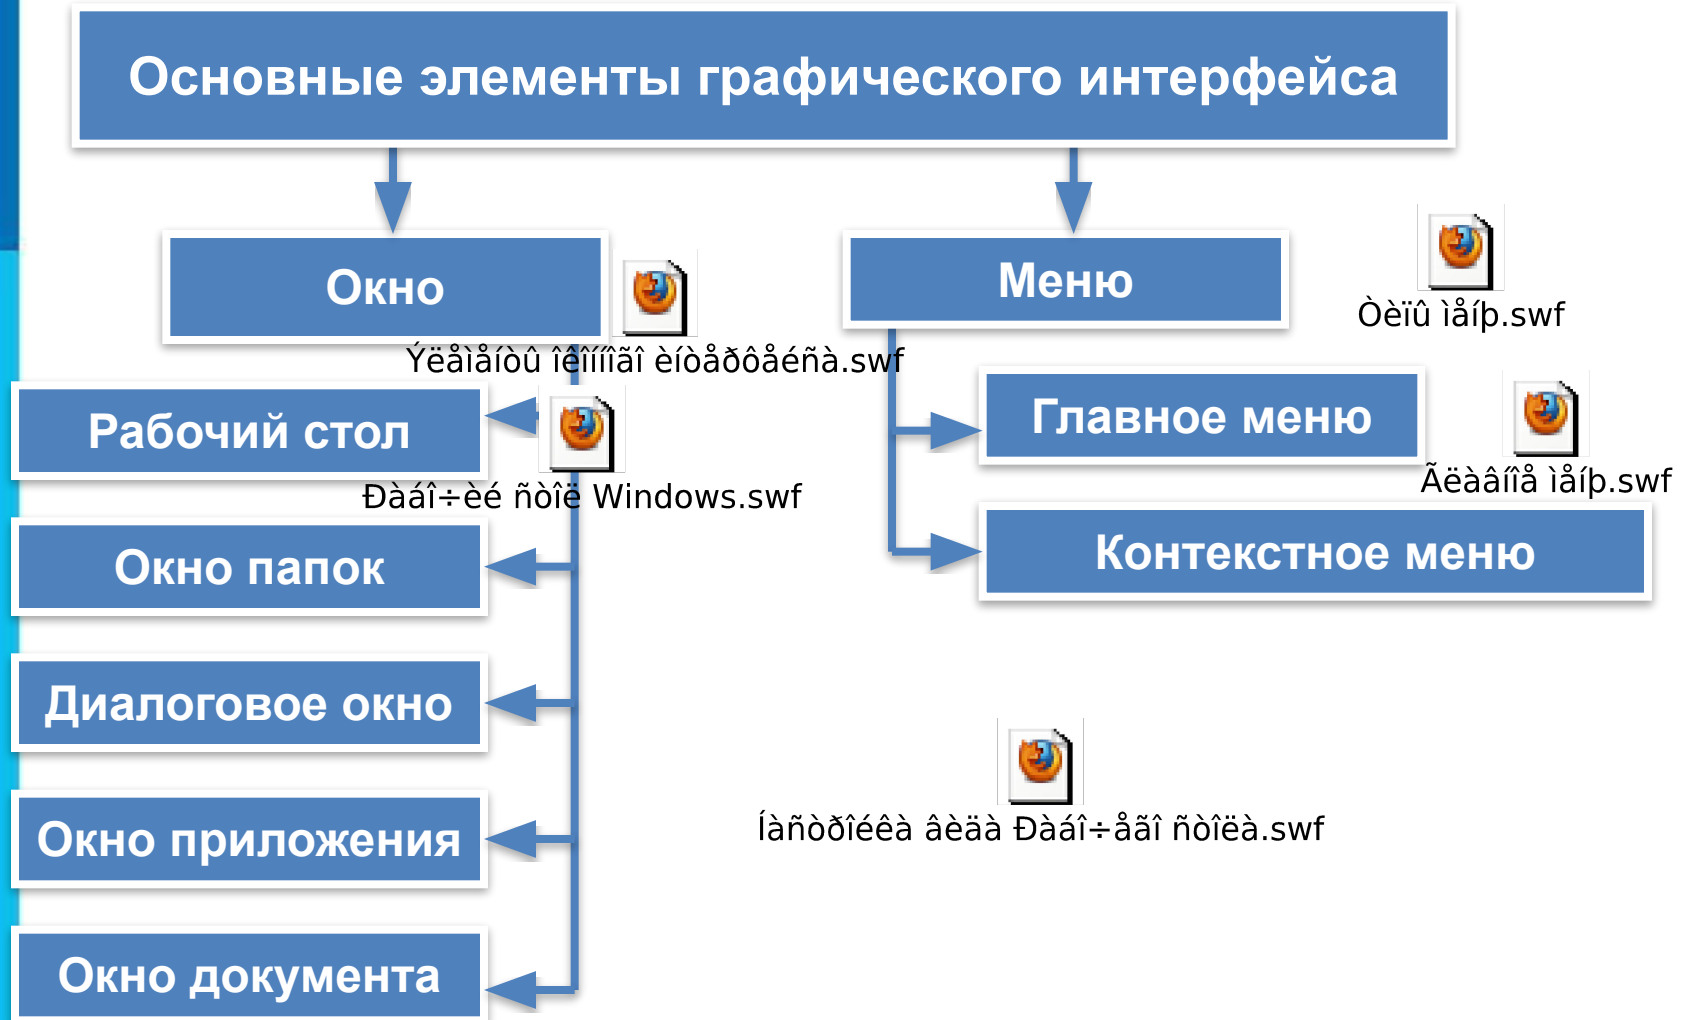 Основные элементы графического интерфейса
Окно
Меню
Òèïû ìåíþ.swf
Ýëåìåíòû îêîííîãî èíòåðôåéñà.swf
Рабочий стол
Главное меню
Ðàáî÷èé ñòîë Windows.swf
Ãëàâíîå ìåíþ.swf
Окно папок
Контекстное меню
Диалоговое окно
Íàñòðîéêà âèäà Ðàáî÷åãî ñòîëà.swf
Окно приложения
Окно документа